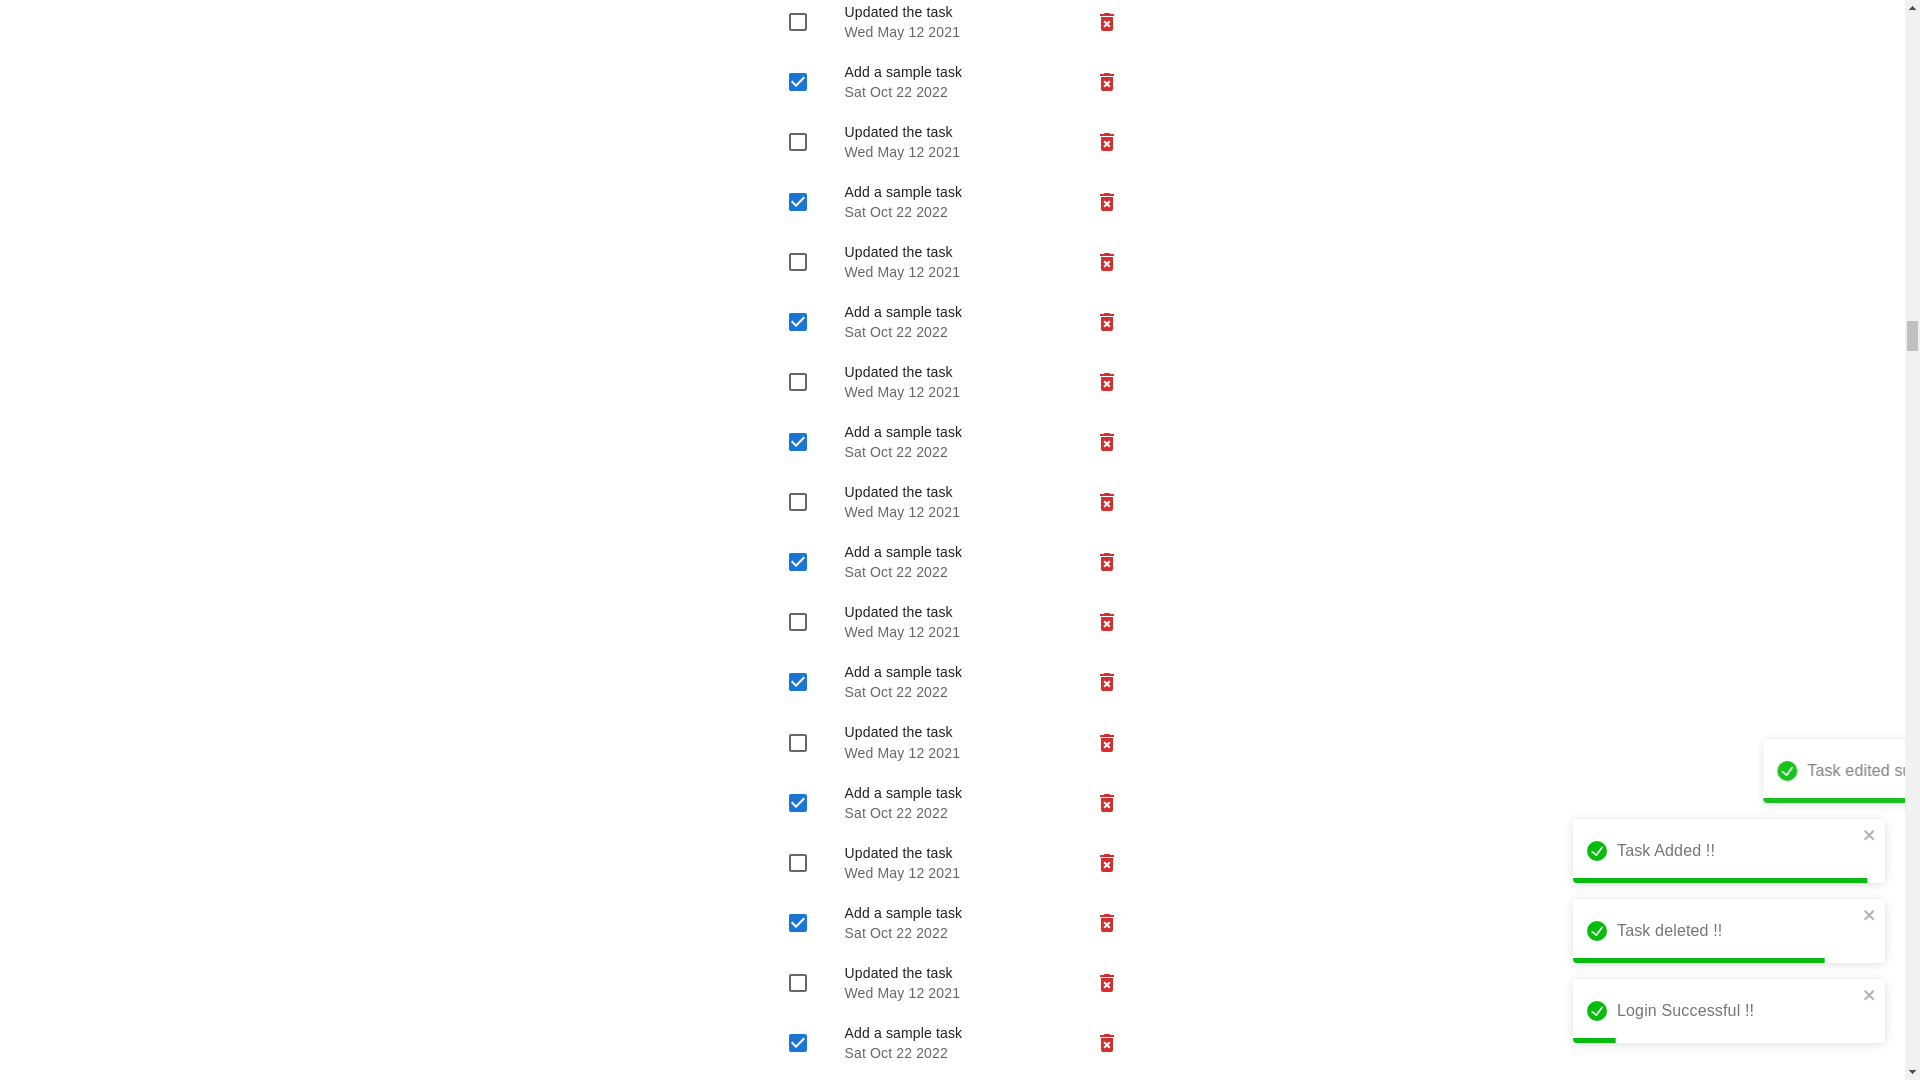 Updated the task
Wed May 12 2021
Add a sample task
Sat Oct 22 2022
Updated the task
Wed May 12 2021
Add a sample task
Sat Oct 22 2022
Updated the task
Wed May 12 2021
Add a sample task
Sat Oct 22 2022
Updated the task
Wed May 12 2021
Add a sample task
Sat Oct 22 2022
Updated the task
Wed May 12 2021
Add a sample task
Sat Oct 22 2022
Updated the task
Wed May 12 2021
Add a sample task
Sat Oct 22 2022
Updated the task
Wed May 12 2021
Add a sample task
Sat Oct 22 2022
Updated the task
Wed May 12 2021
Add a sample task
Sat Oct 22 2022
Updated the task
Wed May 12 2021
Add a sample task
Sat Oct 22 2022
Task edited
Task Added !!
Task deleted !!
Login Successful !!